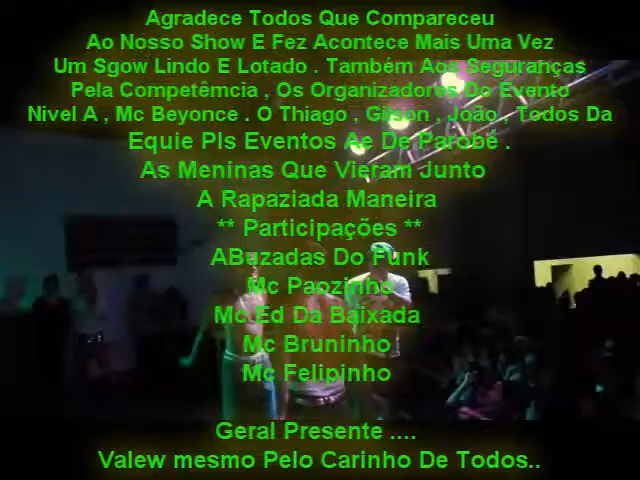 Agradece Todos Que Compareceu
Ao Nosso Show E Fez Acontece Mais Uma Vez
Um Sgow Lindo E Lotado . Também Aos Seguranças
Pela Competêmcia , Os Organizadores Do Evento
Nivel A , Mc Beyonce . O Thiago , Gilson , João , Todos Da
Equie Pls Eventos Ae De Parobé .
As Meninas Que Vieram Junto
A Rapaziada Maneira
** Participações **
ABuzadas Do Funk
Mc Paozinho
Mc Ed Da Baixada
Mc Bruninho
Mc Felipinho
Geral Presente ....
Valew mesmo Pelo Carinho De Todos..